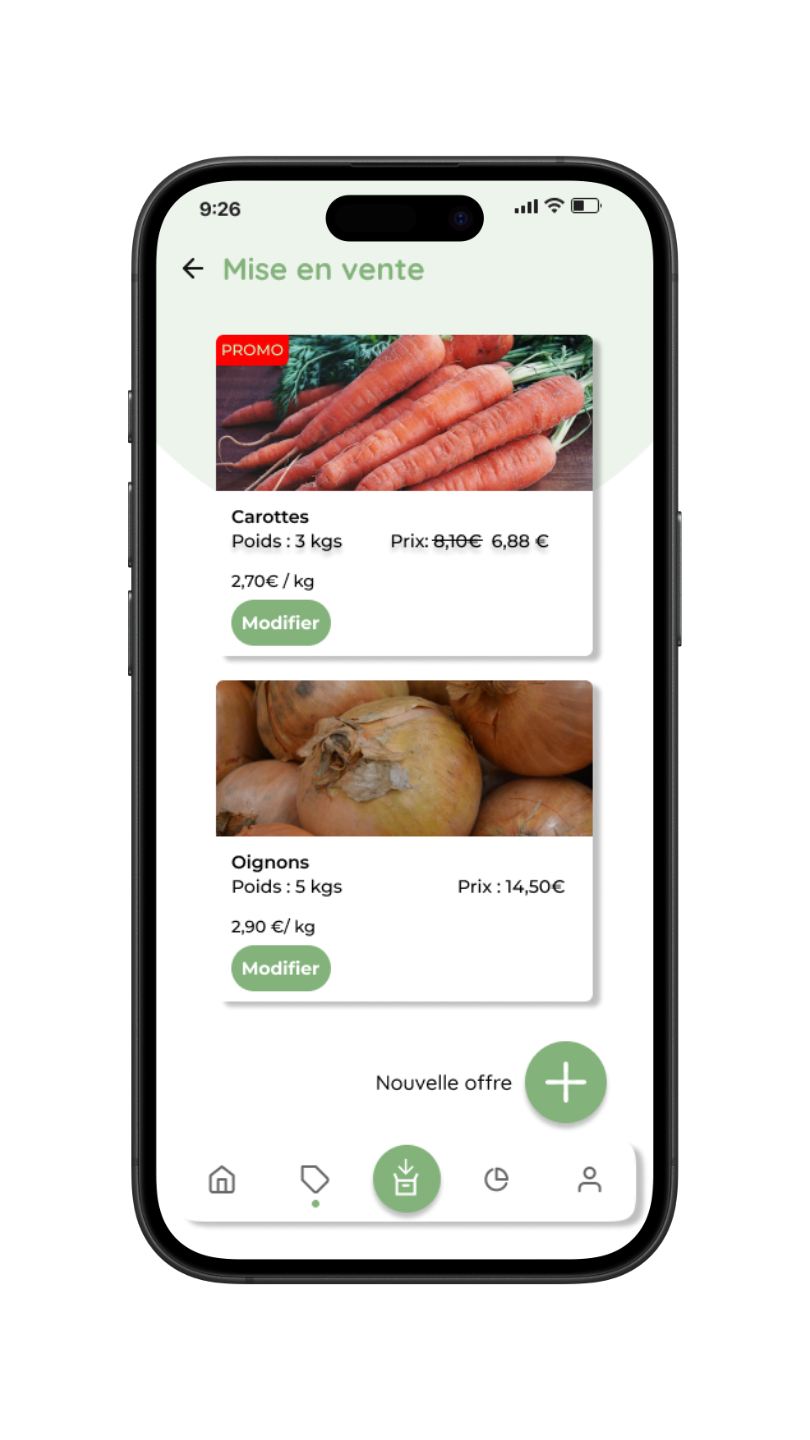 9:26
Mise en vente
PROMO
Carottes
Poids : 3 kgs Prix: 8,10€ 6,88 €
2,70€ / kg
Modifier
Oignons
Poids : 5 kgs Prix : 14,50€
2,90 €/ kg
Modifier
Nouvelle offre